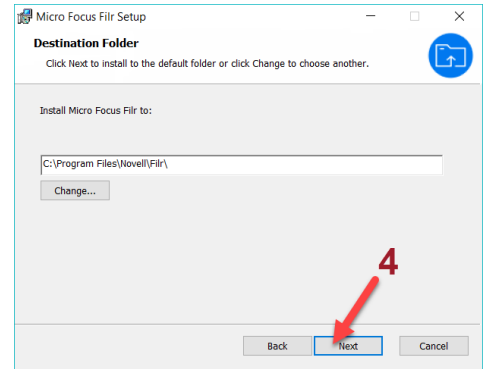 Micro Focus Filr Setup
Destination Folder
Click Next to install to the default folder or click Change to choose another.
Install Micro Focus Filr to:
C:\Program Files\Novell\Filr\
Change...
4
Back Next Cancel